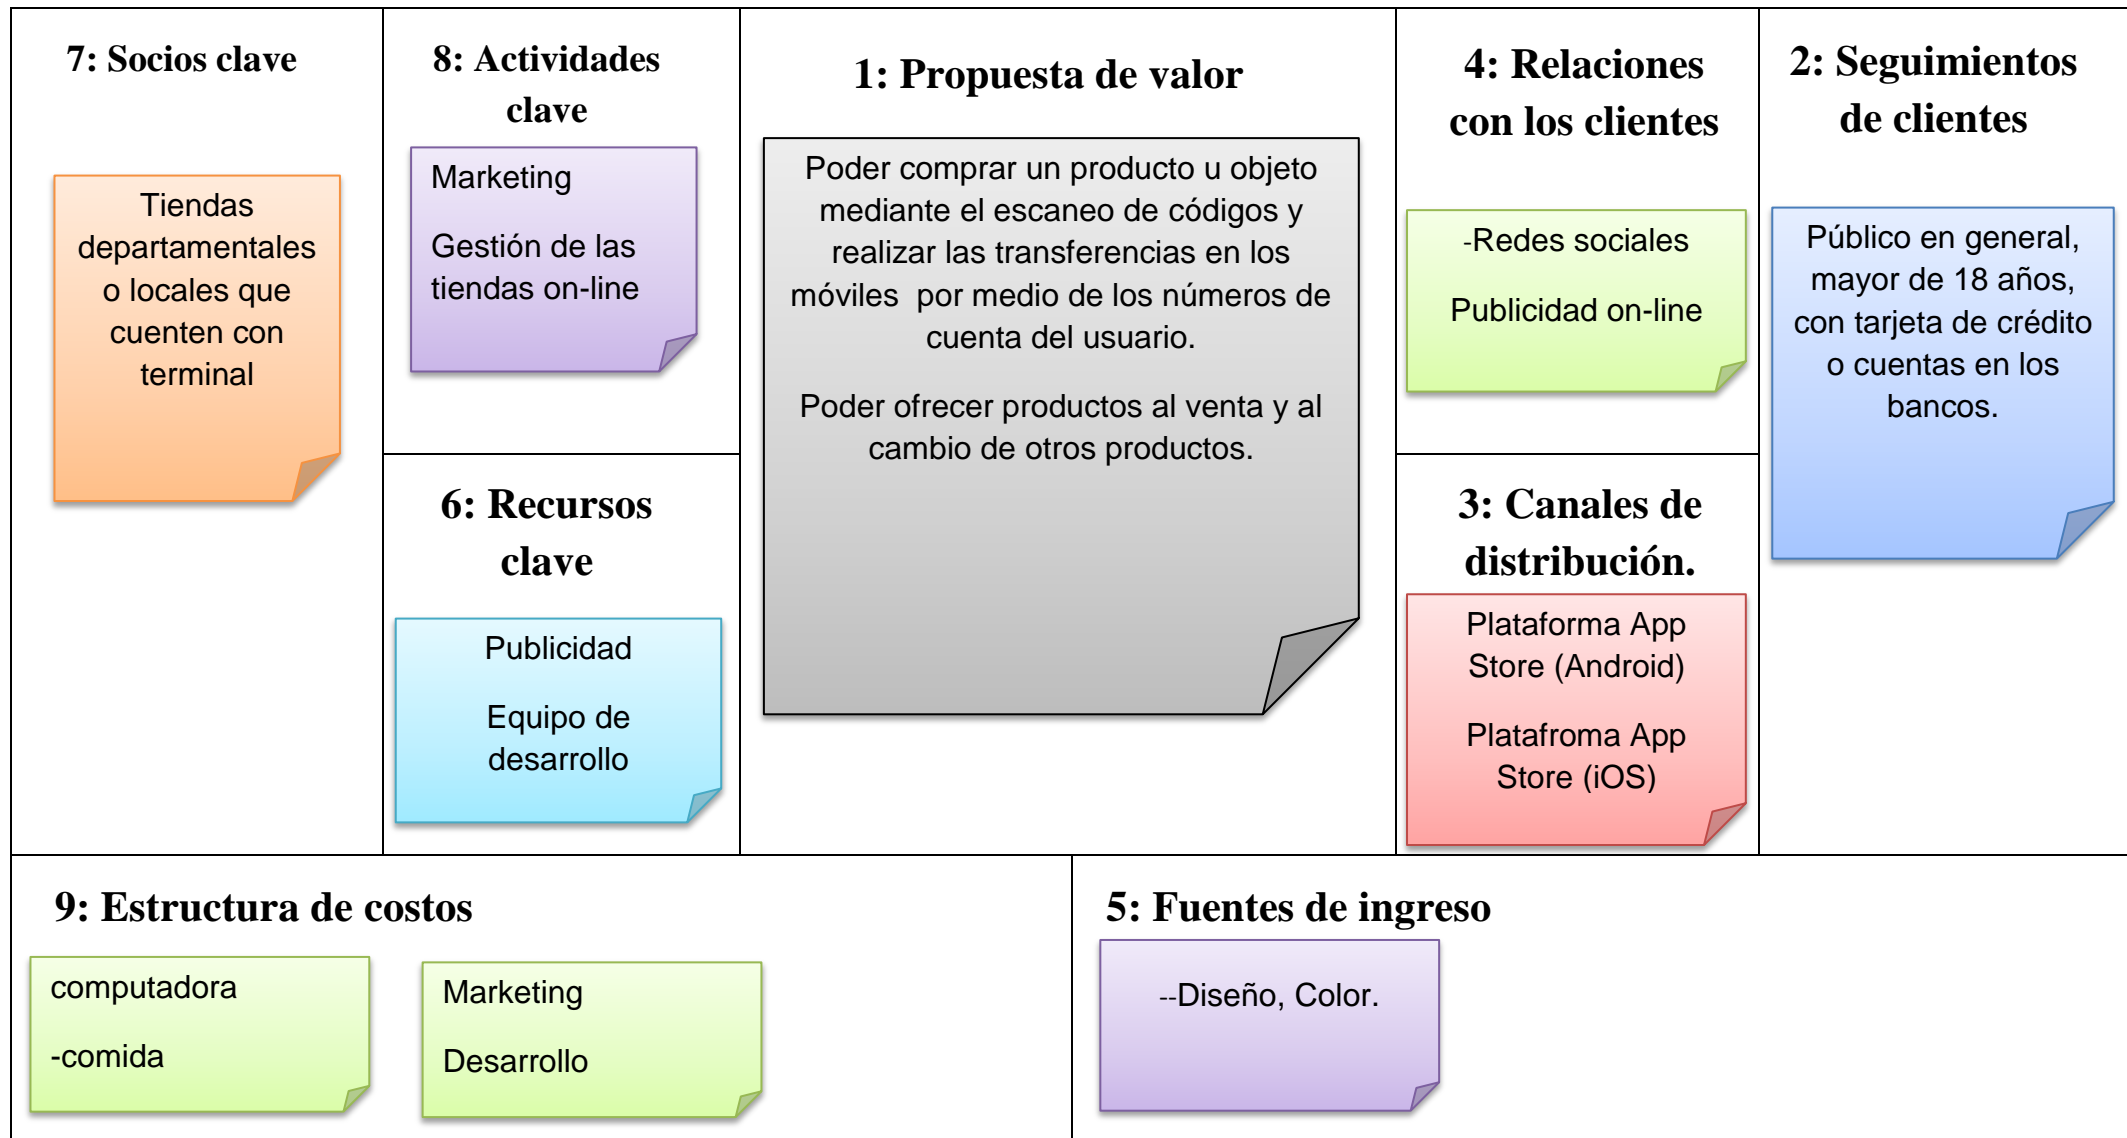 7: Socios clave
Tiendas
departamentales
o locales que
cuenten con
terminal
8: Actividades
clave
Marketing
Gestión de las
tiendas on-line
6: Recursos
clave
Publicidad
Equipo de
desarrollo
1: Propuesta de valor
Poder comprar un producto u objeto
mediante el escaneo de códigos y
realizar las transferencias en los
móviles por medio de los números de
cuenta del usuario.
Poder ofrecer productos al venta y al
cambio de otros productos.
4: Relaciones
con los clientes
-Redes sociales
Publicidad on-line
3: Canales de
distribución.
Plataforma App
Store (Android)
Platafroma App
Store (iOS)
2: Seguimientos
de clientes
Público en general,
mayor de 18 años,
con tarjeta de crédito
o cuentas en los
bancos.
9: Estructura de costos
computadora
-comida
Marketing
Desarrollo
5: Fuentes de ingreso
--Diseño, Color.